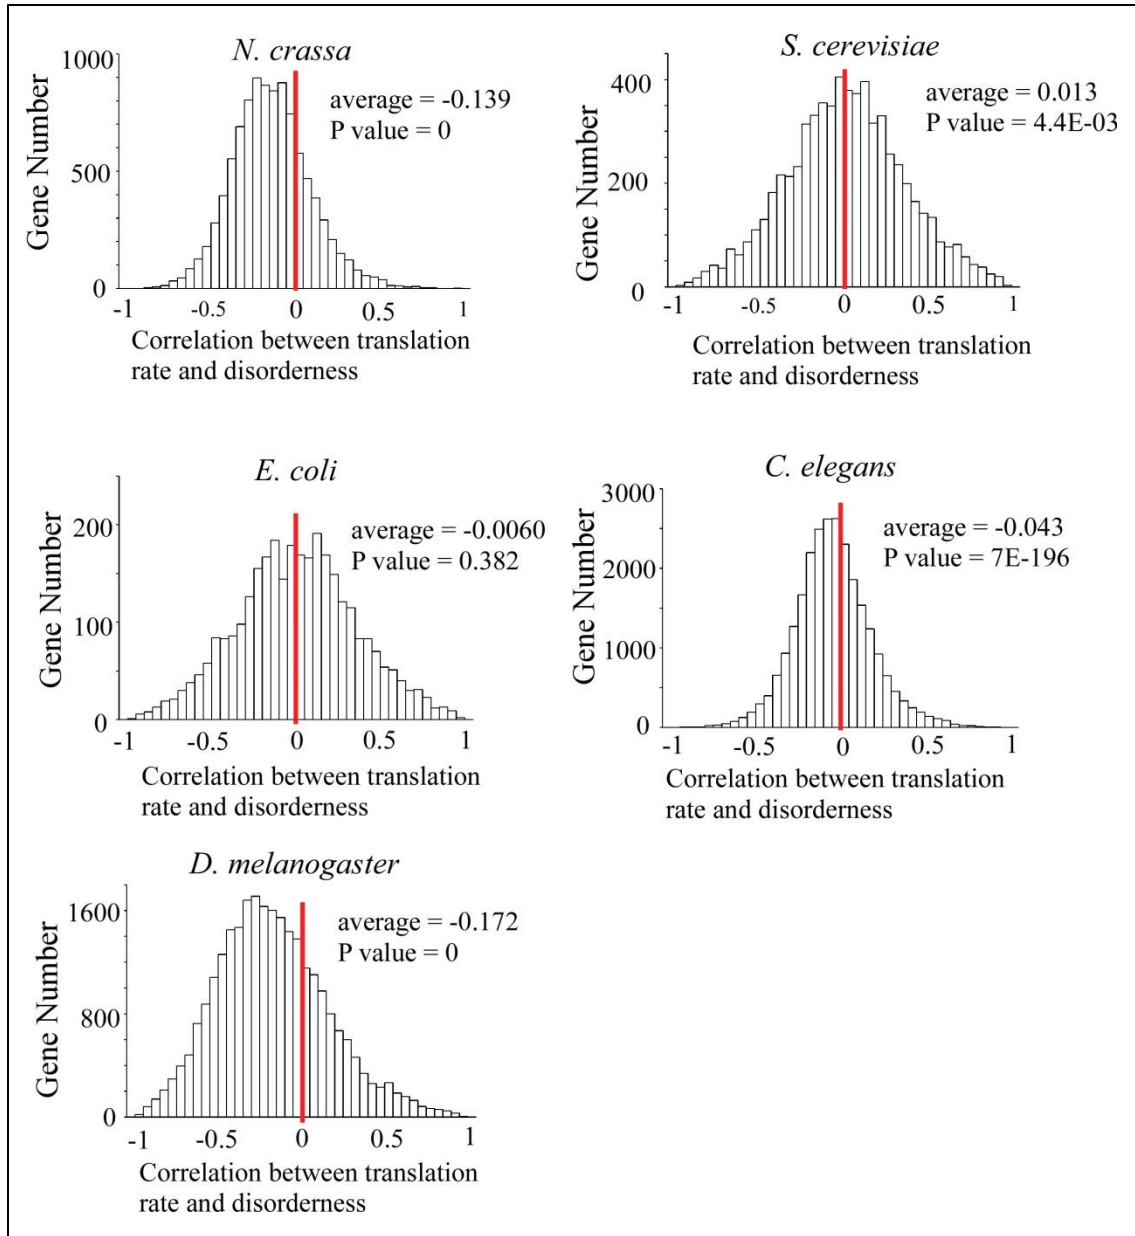 N. crassa
1000
500
0
Gene Number
average = -0.139
P value = 0
-1 -0.5 0 0.5 1
Correlation between translation
rate and disorderness
S. cerevisiae
400
200
0
Gene Number
average = 0.013
P value = 4.4E-03
-1 -0.5 0 0.5 1
Correlation between translation
rate and disorderness
E. coli
200
100
0
Gene Number
average = -0.0060
P value = 0.382
-1 -0.5 0 0.5 1
Correlation between translation
rate and disorderness
C. elegans
3000
2000
1000
0
Gene Number
average = -0.043
P value = 7E-196
-1 -0.5 0 0.5 1
Correlation between translation
rate and disorderness
D. melanogaster
1600
800
0
Gene Number
average = -0.172
P value = 0
-1 -0.5 0 0.5 1
Correlation between translation
rate and disorderness